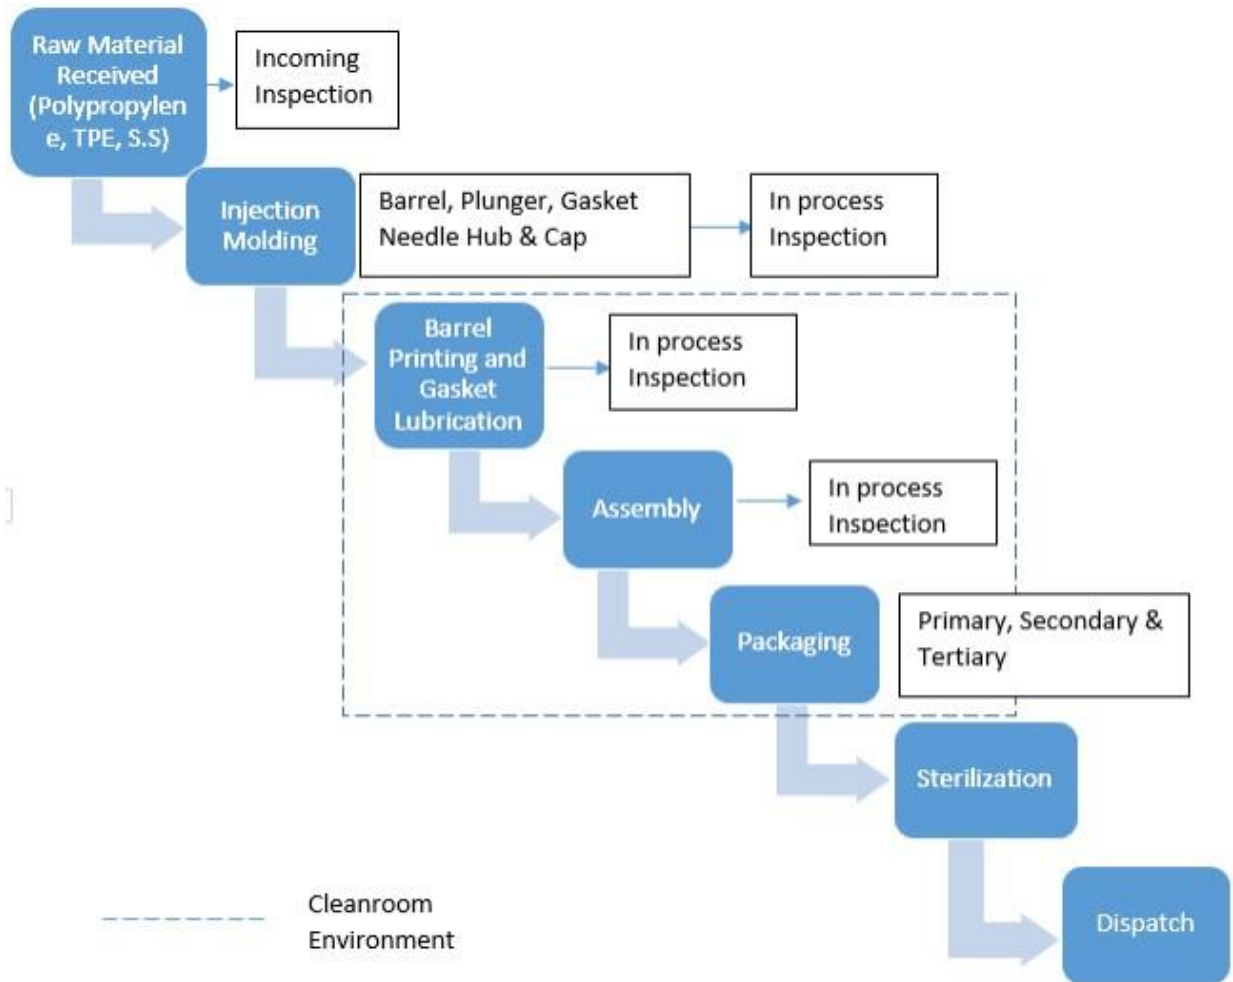 Raw Material
Received
(Polypropylen
e, TPE, S.S)
Incoming
Inspection
Injection
Molding
Barrel, Plunger, Gasket
Needle Hub & Cap
In process
Inspection
Barrel
Printing and
Gasket
Lubrication
In process
Inspection
Assembly
In process
Inspection
Packaging
Primary, Secondary &
Tertiary
Sterilization
Dispatch
Cleanroom
Environment